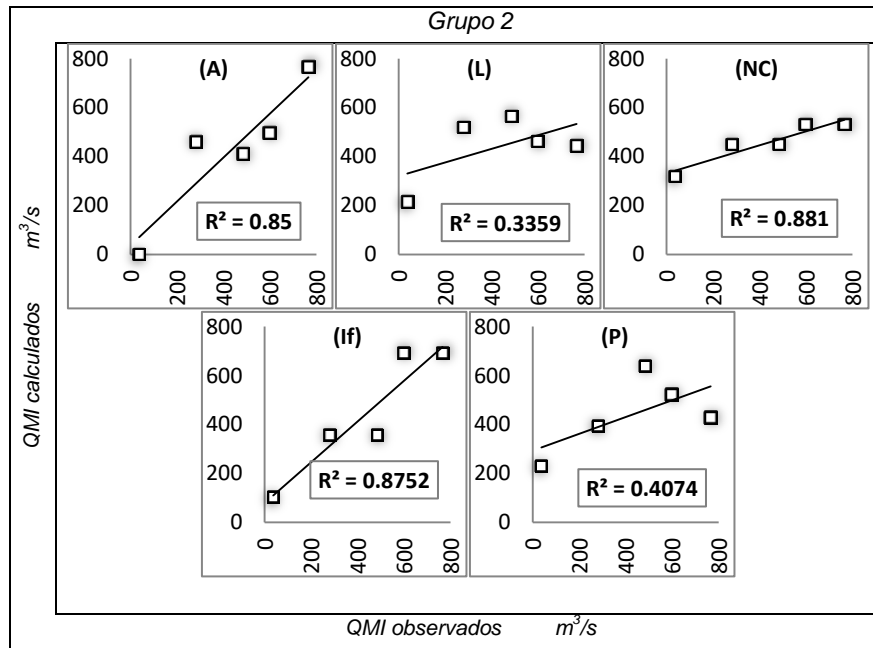 Grupo 2
(A)
800
600
400
200
0
R² = 0.85
0 200 400 600 800
(L)
800
600
400
200
0
R² = 0.3359
0 200 400 600 800
(NC)
800
600
400
200
0
R² = 0.881
0 200 400 600 800
(If)
800
600
400
200
0
R² = 0.8752
0 200 400 600 800
(P)
800
600
400
200
0
R² = 0.4074
0 200 400 600 800
QMI calculados m³/s
QMI observados m³/s